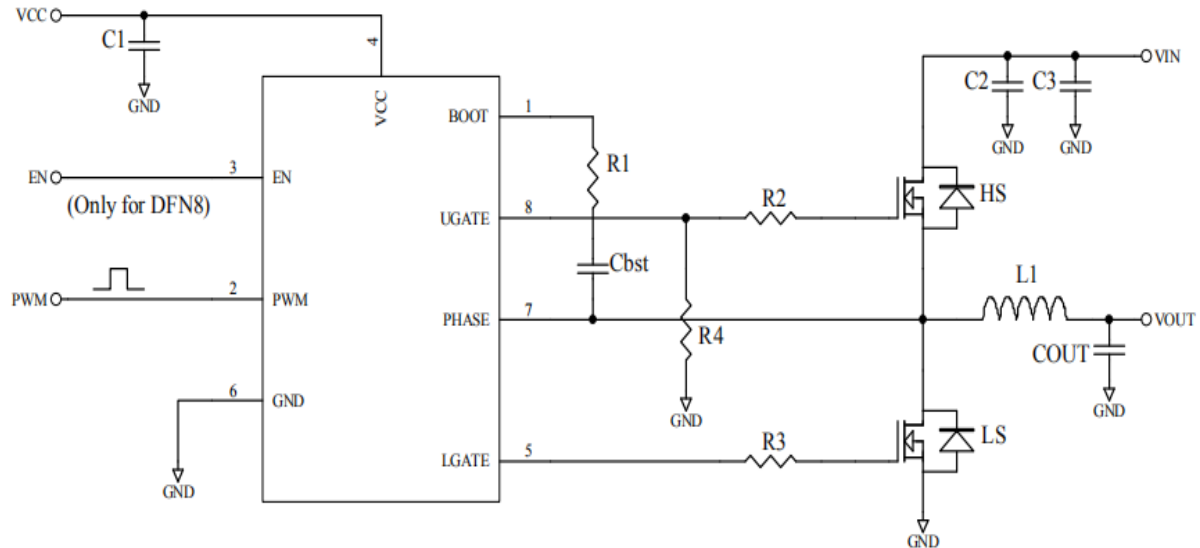 VCC
C1
GND
4
VCC
EN
3
EN
(Only for DFN8)
PWM
2
PWM
6
GND
GND
BOOT
1
R1
UGATE
8
R2
Cbst
PHASE
7
R4
GND
LGATE
5
R3
VIN
C2
C3
GND
GND
HS
L1
VOUT
COUT
GND
LS
GND